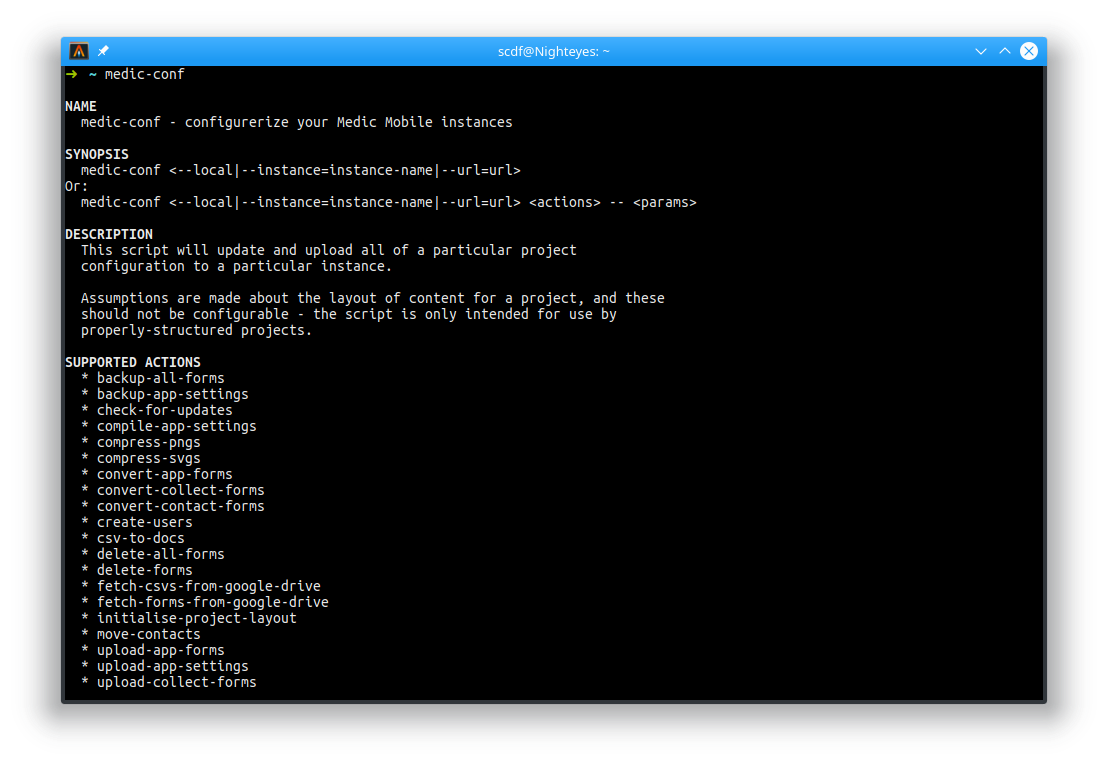 scdf@Nighteyes: ~
➜ ~ medic-conf
NAME
medic-conf - configurerize your Medic Mobile instances
SYNOPSIS
medic-conf <--local|--instance=instance-name|--url=url>
Or:
medic-conf <--local|--instance=instance-name|--url=url> <actions> -- <params>
DESCRIPTION
This script will update and upload all of a particular project
configuration to a particular instance.
Assumptions are made about the layout of content for a project, and these
should not be configurable - the script is only intended for use by
properly-structured projects.
SUPPORTED ACTIONS
* backup-all-forms
* backup-app-settings
* check-for-updates
* compile-app-settings
* compress-pngs
* compress-svgs
* convert-app-forms
* convert-collect-forms
* convert-contact-forms
* create-users
* csv-to-docs
* delete-all-forms
* delete-forms
* fetch-csvs-from-google-drive
* fetch-forms-from-google-drive
* initialise-project-layout
* move-contacts
* upload-app-forms
* upload-app-settings
* upload-collect-forms